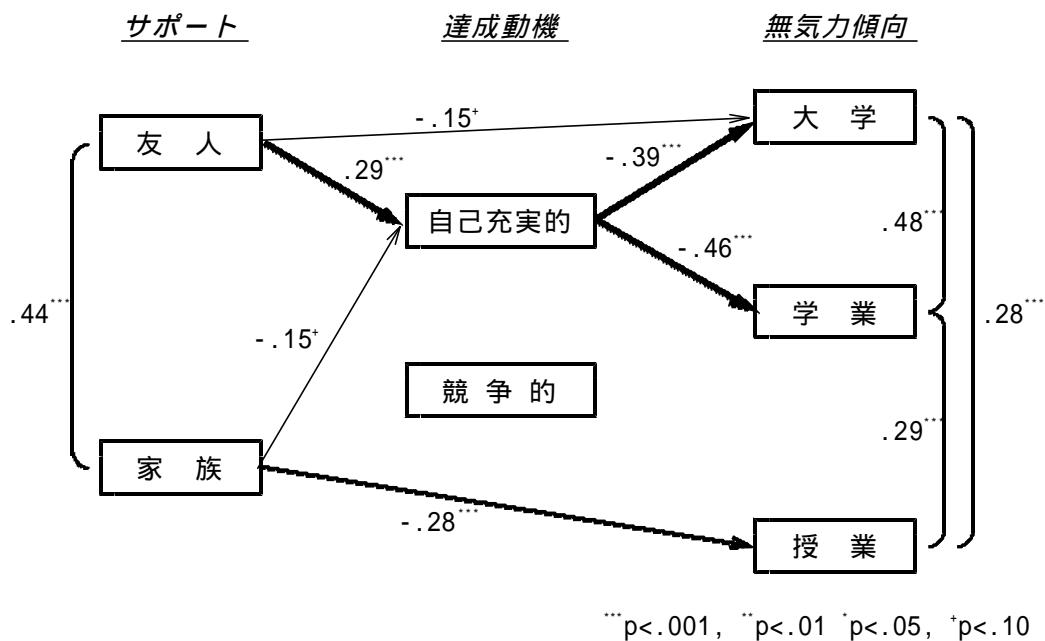 サポート 達成動機 無気力傾向
大 学
-.15⁺
友 人
.29***
-.39***
自己充実的
.48***
-.46***
.44***
学 業
.28***
-.15⁺
競 争 的
.29***
家 族
-.28***
授 業
***p<.001, **p<.01 *p<.05, ⁺p<.10